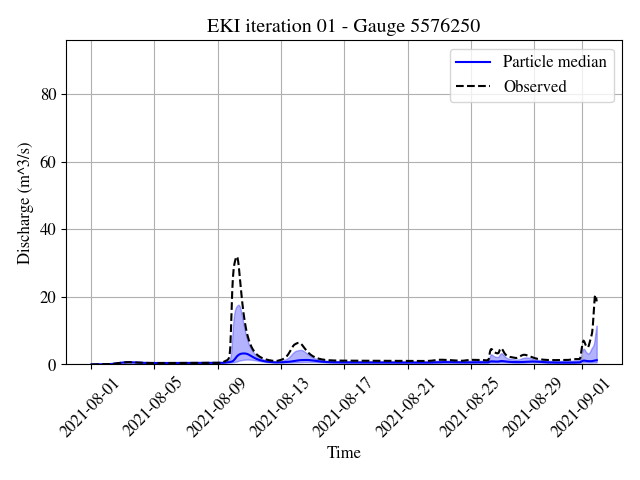 EKI iteration 01 - Gauge 5576250
Particle median
Observed
Discharge (m^3/s)
80
60
40
20
0
2021-08-01
2021-08-05
2021-08-09
2021-08-13
2021-08-17
2021-08-21
2021-08-25
2021-08-29
2021-09-01
Time